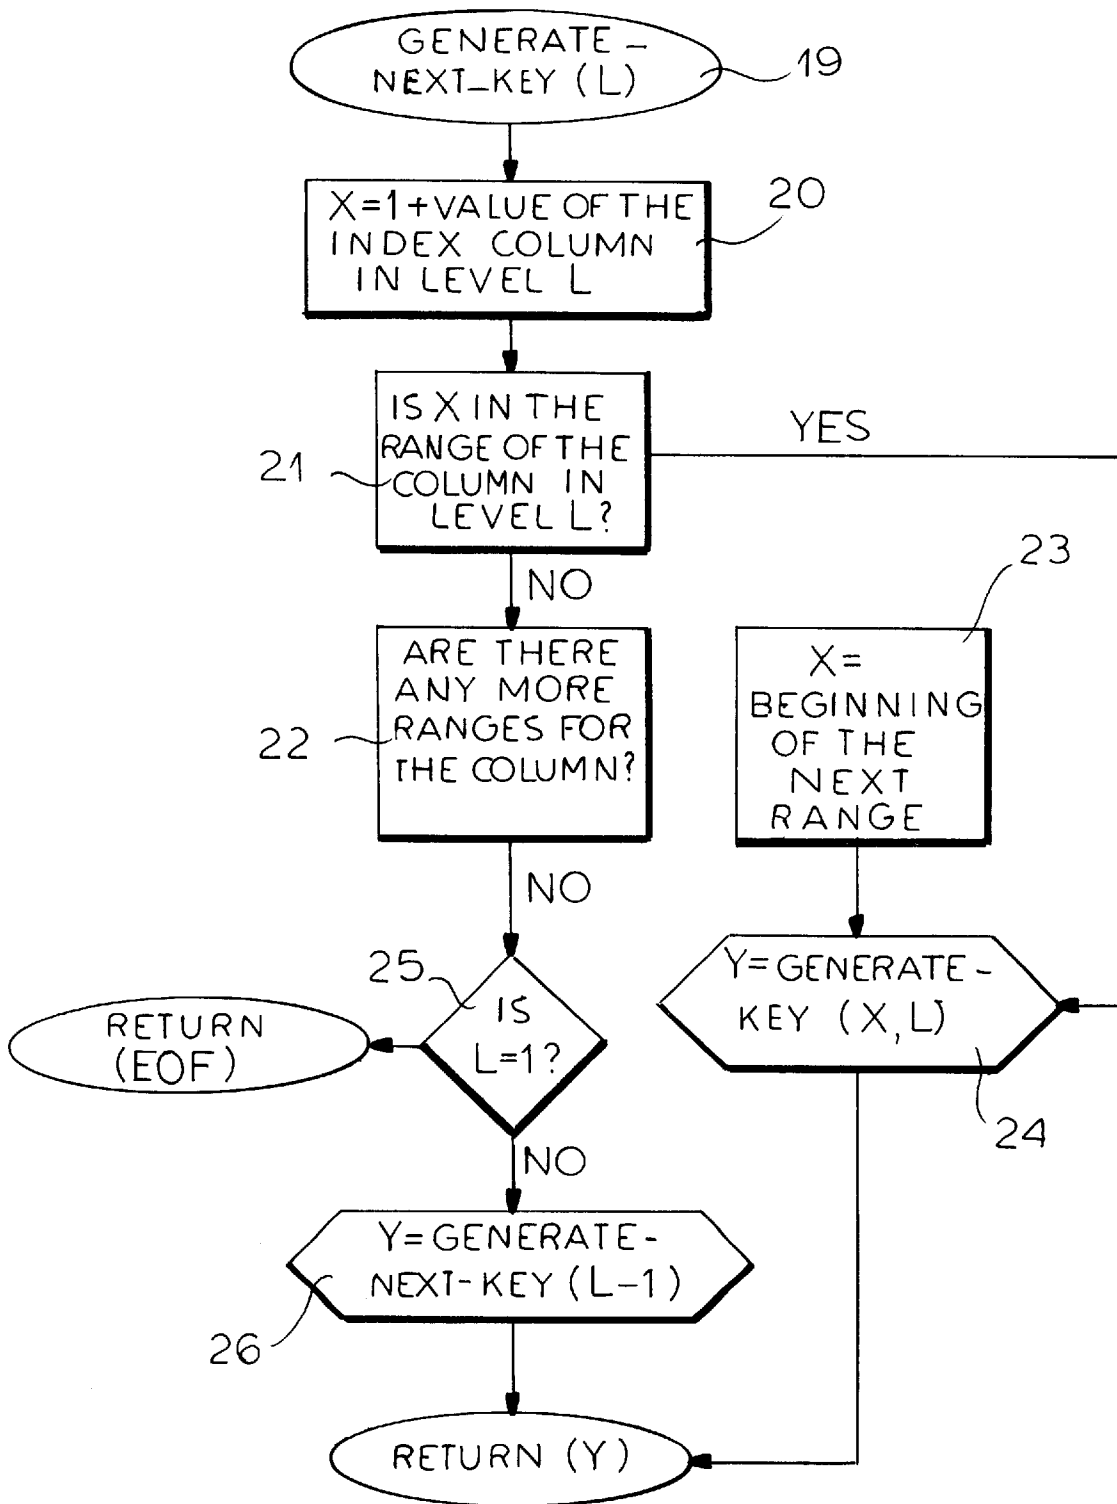 GENERATE-
NEXT_KEY (L)
19
X=1+VALUE OF THE
INDEX COLUMN
IN LEVEL L
20
IS X IN THE
RANGE OF THE
COLUMN IN
LEVEL L?
21
YES
NO
ARE THERE
ANY MORE
RANGES FOR
THE COLUMN?
22
23
X=
BEGINNING
OF THE
NEXT
RANGE
NO
25
IS
L=1?
RETURN
(EOF)
Y=GENERATE-
KEY (X,L)
24
NO
Y=GENERATE-
NEXT-KEY (L-1)
26
RETURN (Y)